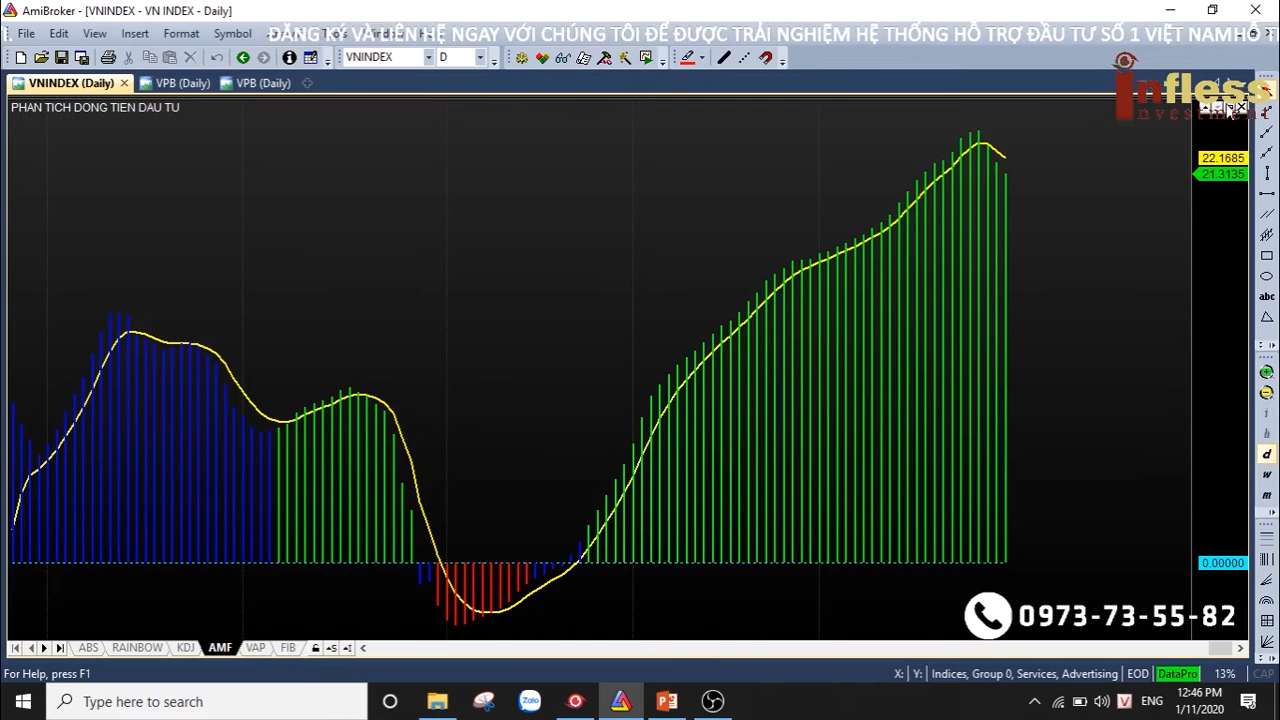 AmiBroker - [VNINDEX - VN INDEX - Daily]
File Edit View Insert Format Symbol
ĐĂNG KÝ VÀ LIÊN HỆ NGAY VỚI CHÚNG TÔI ĐỂ ĐƯỢC TRẢI NGHIỆM HỆ THỐNG HỖ TRỢ ĐẦU TƯ SỐ 1 VIỆT NAM
VNINDEX D
VNINDEX (Daily) VPB (Daily) VPB (Daily)
Infless
Investment
PHAN TICH DONG TIEN DAU TU
22.1685
21.3135
abc
i
h
d
w
m
0.00000
0973-73-55-82
ABS RAINBOW KDJ AMF VAP FIB
For Help, press F1 X: Y: Indices, Group 0, Services, Advertising EOD DataPro 13% CAP
Type here to search
Zalo
V ENG
12:46 PM
1/11/2020